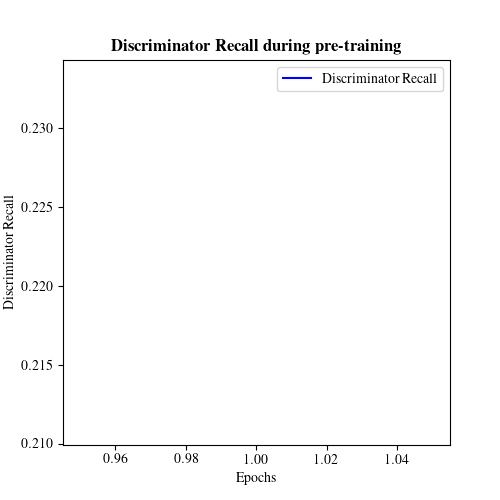 Discriminator Recall during pre-training
Discriminator Recall
0.230
0.225
0.220
0.215
0.210
Discriminator Recall
0.96
0.98
1.00
1.02
1.04
Epochs